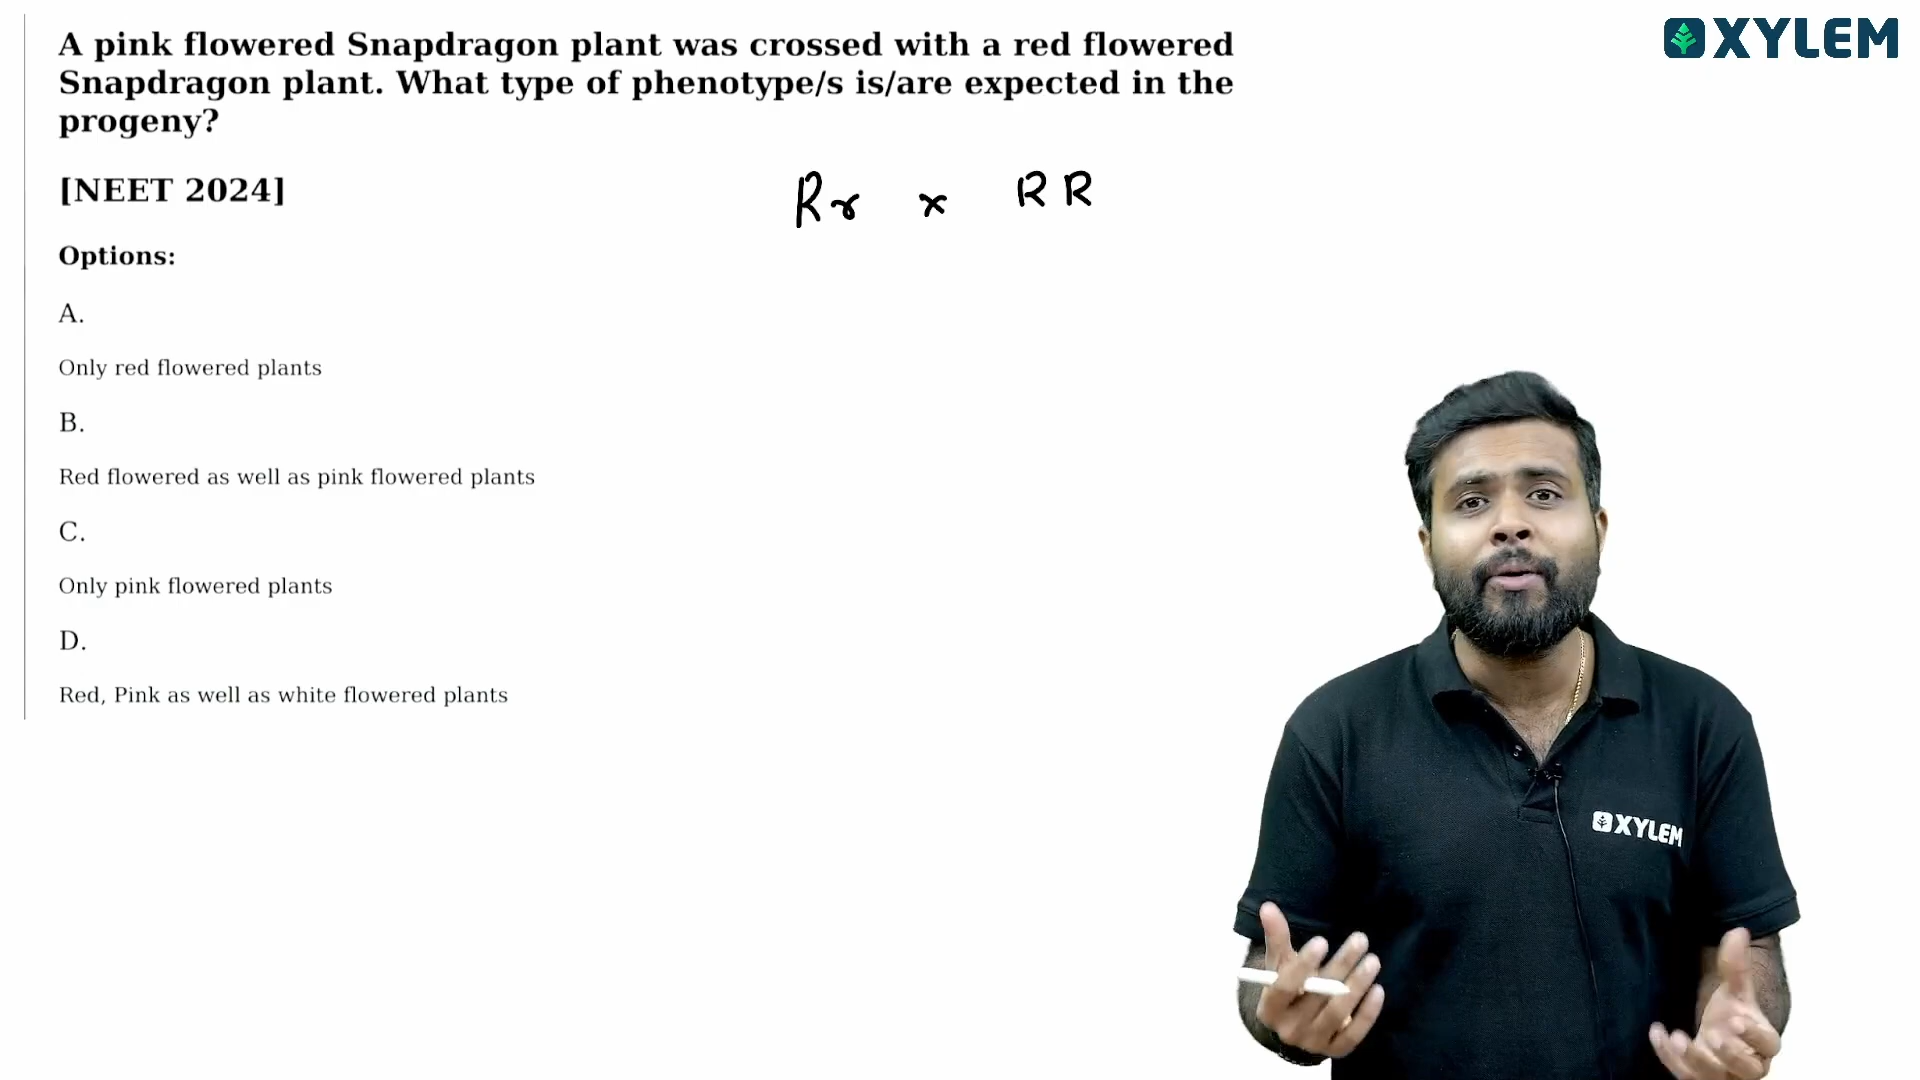 XYLEM
A pink flowered Snapdragon plant was crossed with a red flowered
Snapdragon plant. What type of phenotype/s is/are expected in the
progeny?
[NEET 2024]
Rr x RR
Options:
A.
Only red flowered plants
B.
Red flowered as well as pink flowered plants
C.
Only pink flowered plants
D.
Red, Pink as well as white flowered plants
XYLEM